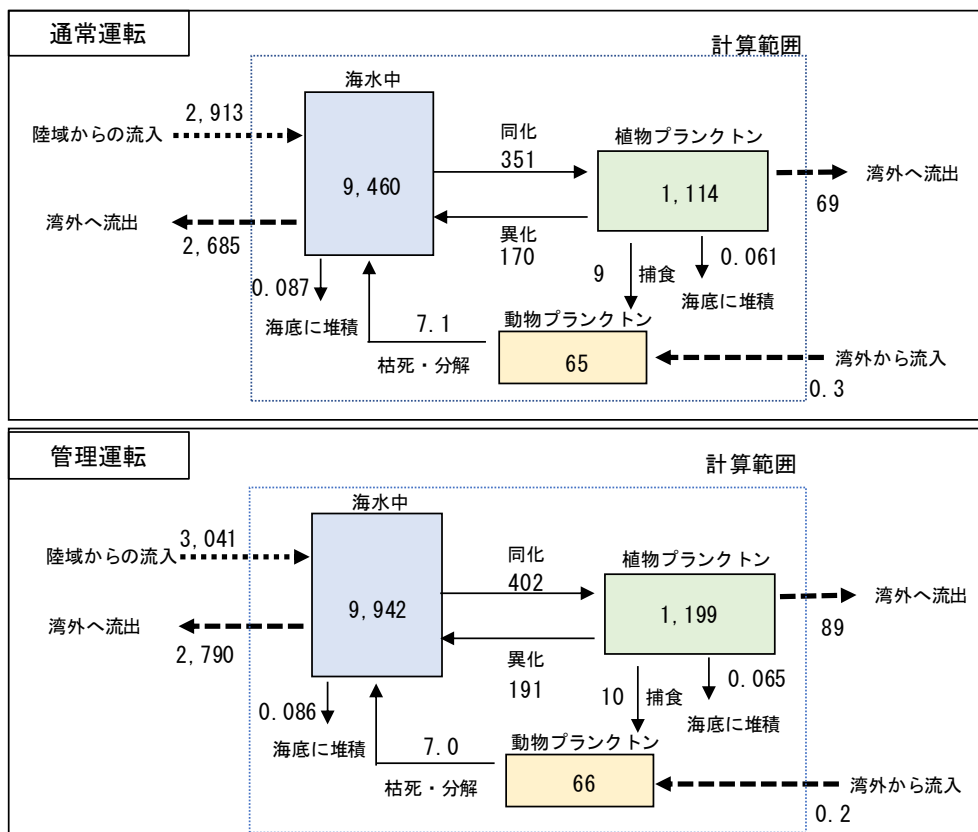 通常運転
計算範囲
海水中
2,913
陸域からの流入
同化
351
植物プランクトン
9,460
1,114
湾外へ流出
69
湾外へ流出
2,685
異化
170
0.087
海底に堆積
9
捕食
0.061
海底に堆積
7.1
動物プランクトン
枯死・分解
65
湾外から流入
0.3
管理運転
計算範囲
海水中
3,041
陸域からの流入
同化
402
植物プランクトン
9,942
1,199
湾外へ流出
89
湾外へ流出
2,790
異化
191
0.086
海底に堆積
10
捕食
0.065
海底に堆積
7.0
動物プランクトン
枯死・分解
66
湾外から流入
0.2